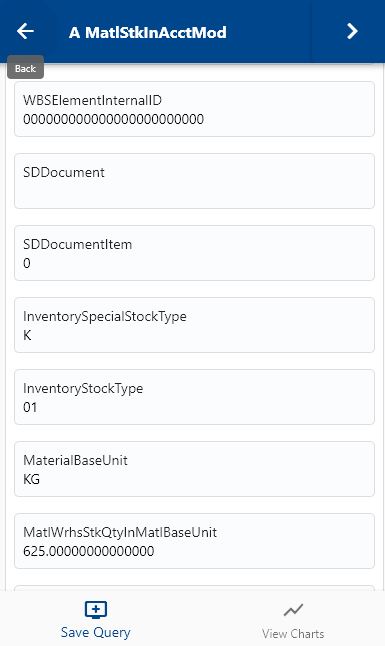 A MatlStkInAcctMod
Back
WBSElementInternalID
000000000000000000000000
SDDocument
SDDocumentItem
0
InventorySpecialStockType
K
InventoryStockType
01
MaterialBaseUnit
KG
MatlWrhsStkQtyInMatlBaseUnit
625.00000000000000
Save Query
View Charts